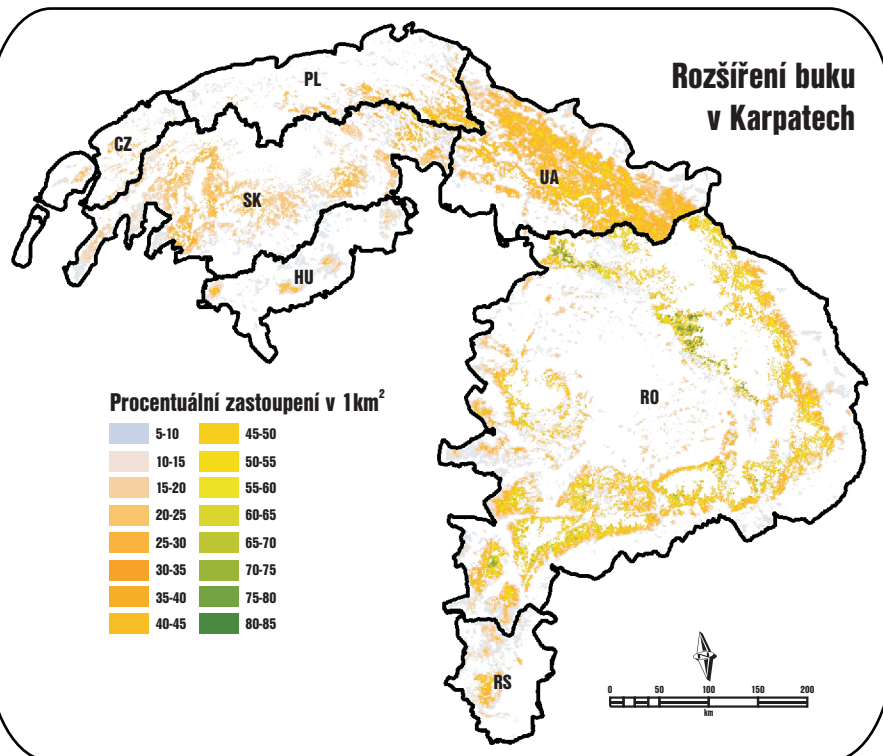 Rozšíření buku
v Karpatech
PL
CZ
SK
UA
HU
RO
RS
Procentuální zastoupení v 1km²
5-10
10-15
15-20
20-25
25-30
30-35
35-40
40-45
45-50
50-55
55-60
60-65
65-70
70-75
75-80
80-85
0 50 100 150 200
km